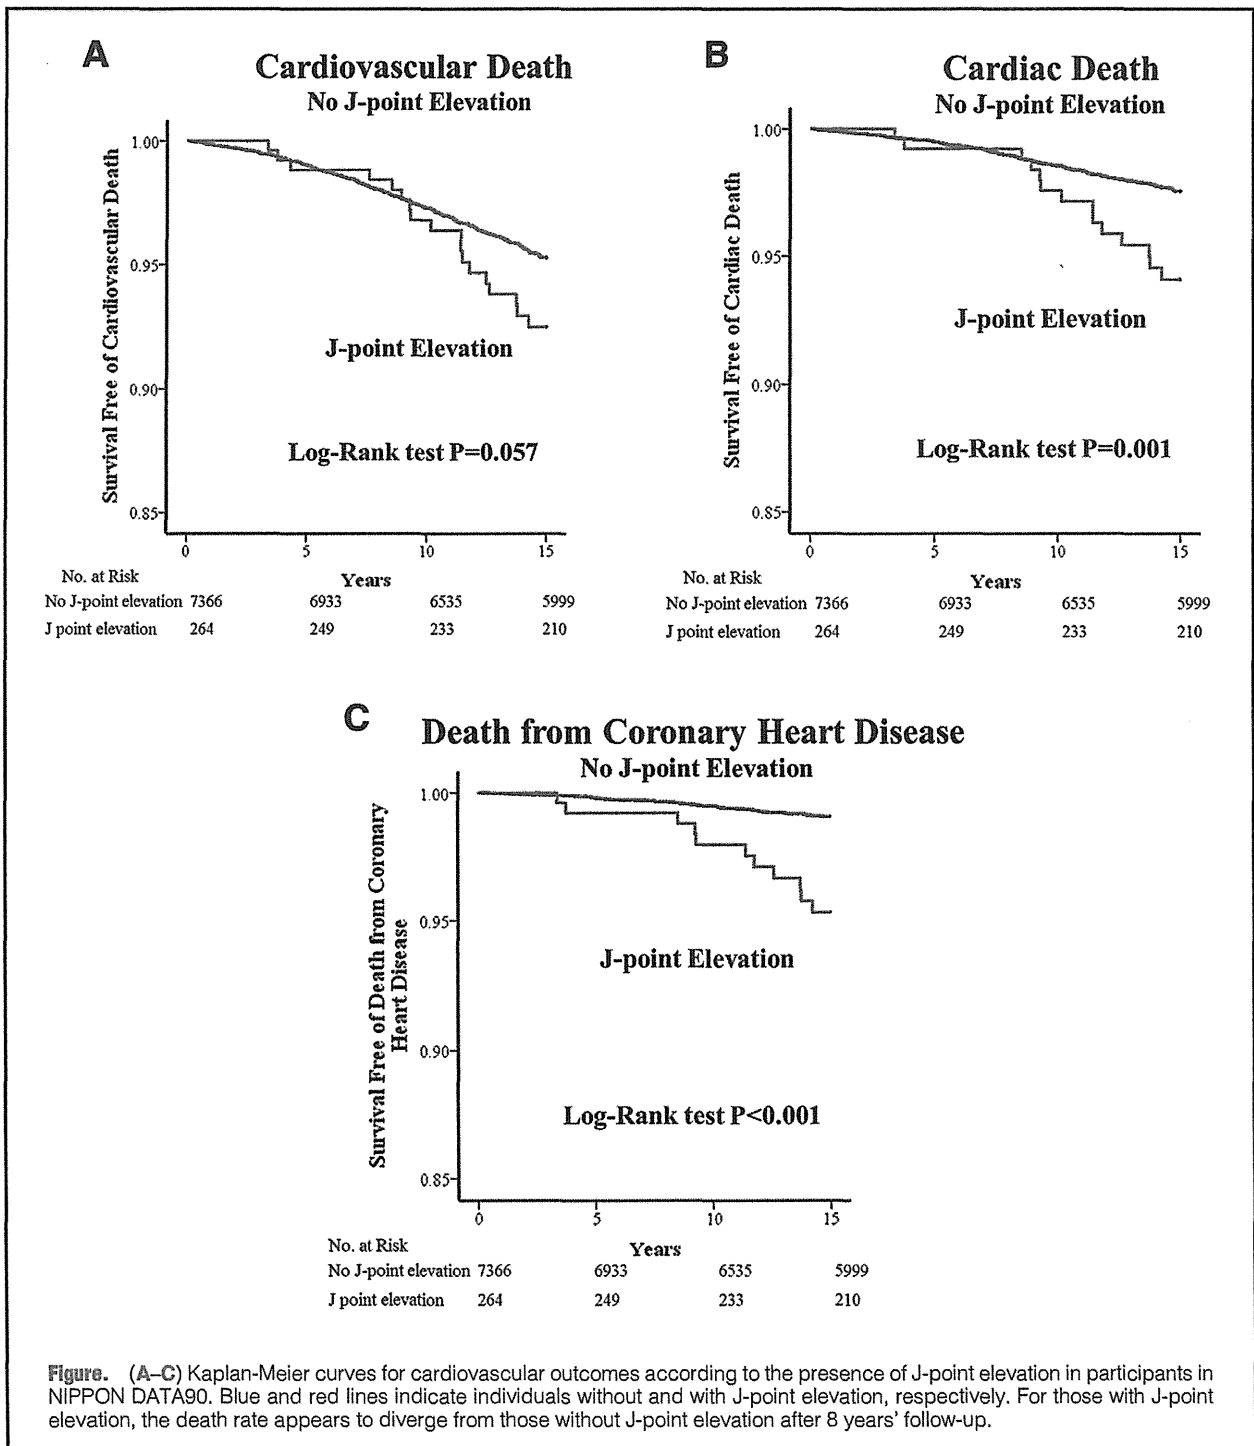 A
Cardiovascular Death
No J-point Elevation
Survival Free of Cardiovascular Death
1.00
0.95
0.90
0.85
J-point Elevation
Log-Rank test P=0.057
0 5 10 15
No. at Risk Years
No J-point elevation 7366 6933 6535 5999
J point elevation 264 249 233 210
B
Cardiac Death
No J-point Elevation
Survival Free of Cardiac Death
1.00
0.95
0.90
0.85
J-point Elevation
Log-Rank test P=0.001
0 5 10 15
No. at Risk Years
No J-point elevation 7366 6933 6535 5999
J point elevation 264 249 233 210
C
Death from Coronary Heart Disease
No J-point Elevation
Survival Free of Death from Coronary
Heart Disease
1.00
0.95
0.90
0.85
J-point Elevation
Log-Rank test P<0.001
0 5 10 15
No. at Risk Years
No J-point elevation 7366 6933 6535 5999
J point elevation 264 249 233 210
Figure. (A–C) Kaplan-Meier curves for cardiovascular outcomes according to the presence of J-point elevation in participants in
NIPPON DATA90. Blue and red lines indicate individuals without and with J-point elevation, respectively. For those with J-point
elevation, the death rate appears to diverge from those without J-point elevation after 8 years' follow-up.